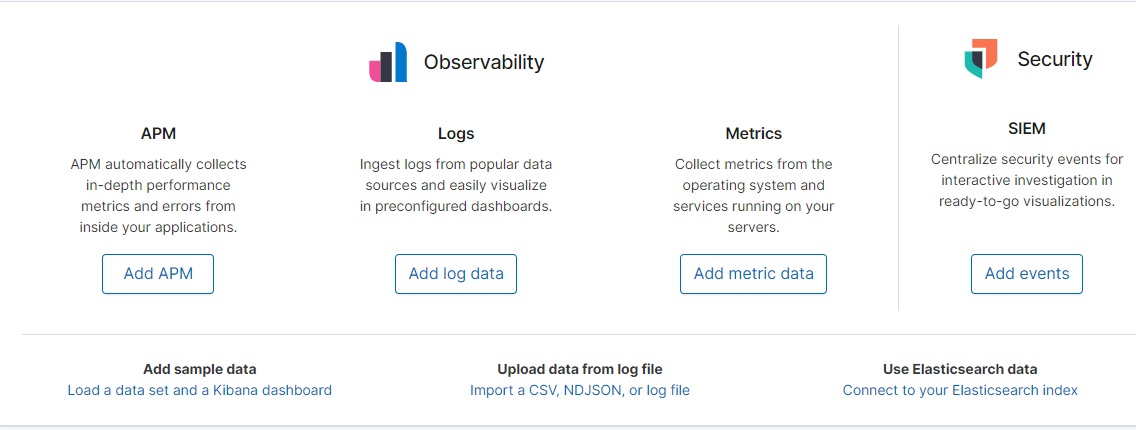 Observability
Security
APM
APM automatically collects
in-depth performance
metrics and errors from
inside your applications.
Add APM
Logs
Ingest logs from popular data
sources and easily visualize
in preconfigured dashboards.
Add log data
Metrics
Collect metrics from the
operating system and
services running on your
servers.
Add metric data
SIEM
Centralize security events for
interactive investigation in
ready-to-go visualizations.
Add events
Add sample data
Load a data set and a Kibana dashboard
Upload data from log file
Import a CSV, NDJSON, or log file
Use Elasticsearch data
Connect to your Elasticsearch index